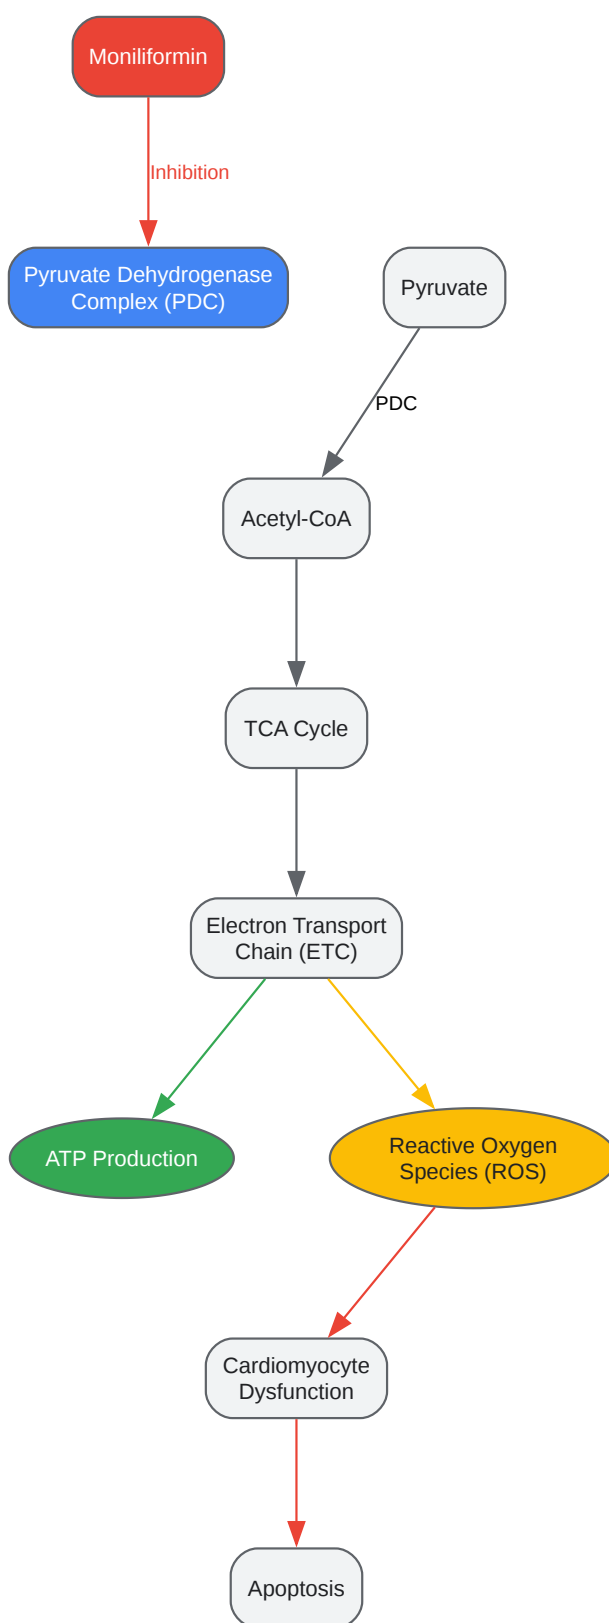 Moniliformin
Inhibition
Pyruvate Dehydrogenase
Complex (PDC)
Pyruvate
PDC
Acetyl-CoA
TCA Cycle
Electron Transport
Chain (ETC)
ATP Production
Reactive Oxygen
Species (ROS)
Cardiomyocyte
Dysfunction
Apoptosis